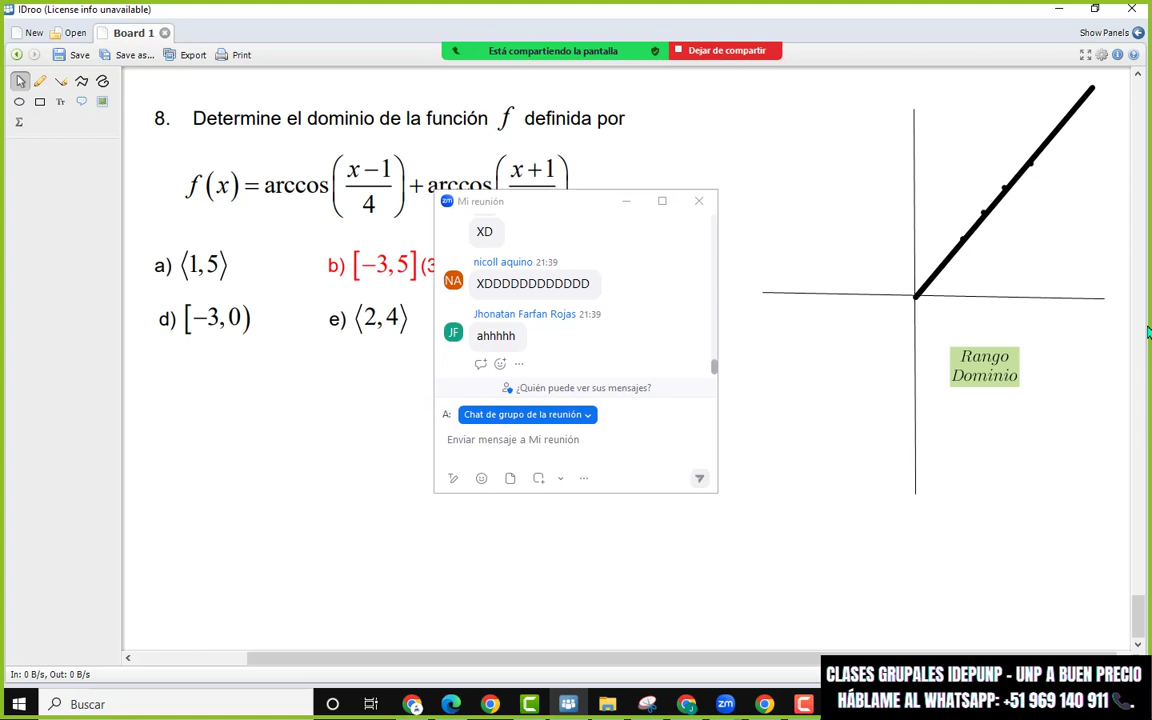 IDroo (License info unavailable)
New Open Board 1 Show Panels
Save Save as... Export Print
Está compartiendo la pantalla Dejar de compartir
8. Determine el dominio de la función f definida por
f(x) = arccos((x−1)/4) + arccos((x+1)
a) ⟨1,5⟩ b) [−3,5] (3
d) [−3,0⟩ e) ⟨2,4⟩
Mi reunión
XD
nicoll aquino 21:39
NA XDDDDDDDDDDDD
Jhonatan Farfan Rojas 21:39
JF ahhhhh
¿Quién puede ver sus mensajes?
A: Chat de grupo de la reunión
Enviar mensaje a Mi reunión
Rango
Dominio
In: 0 B/s, Out: 0 B/s
Buscar
CLASES GRUPALES IDEPUNP - UNP A BUEN PRECIO
HÁBLAME AL WHATSAPP: +51 969 140 911